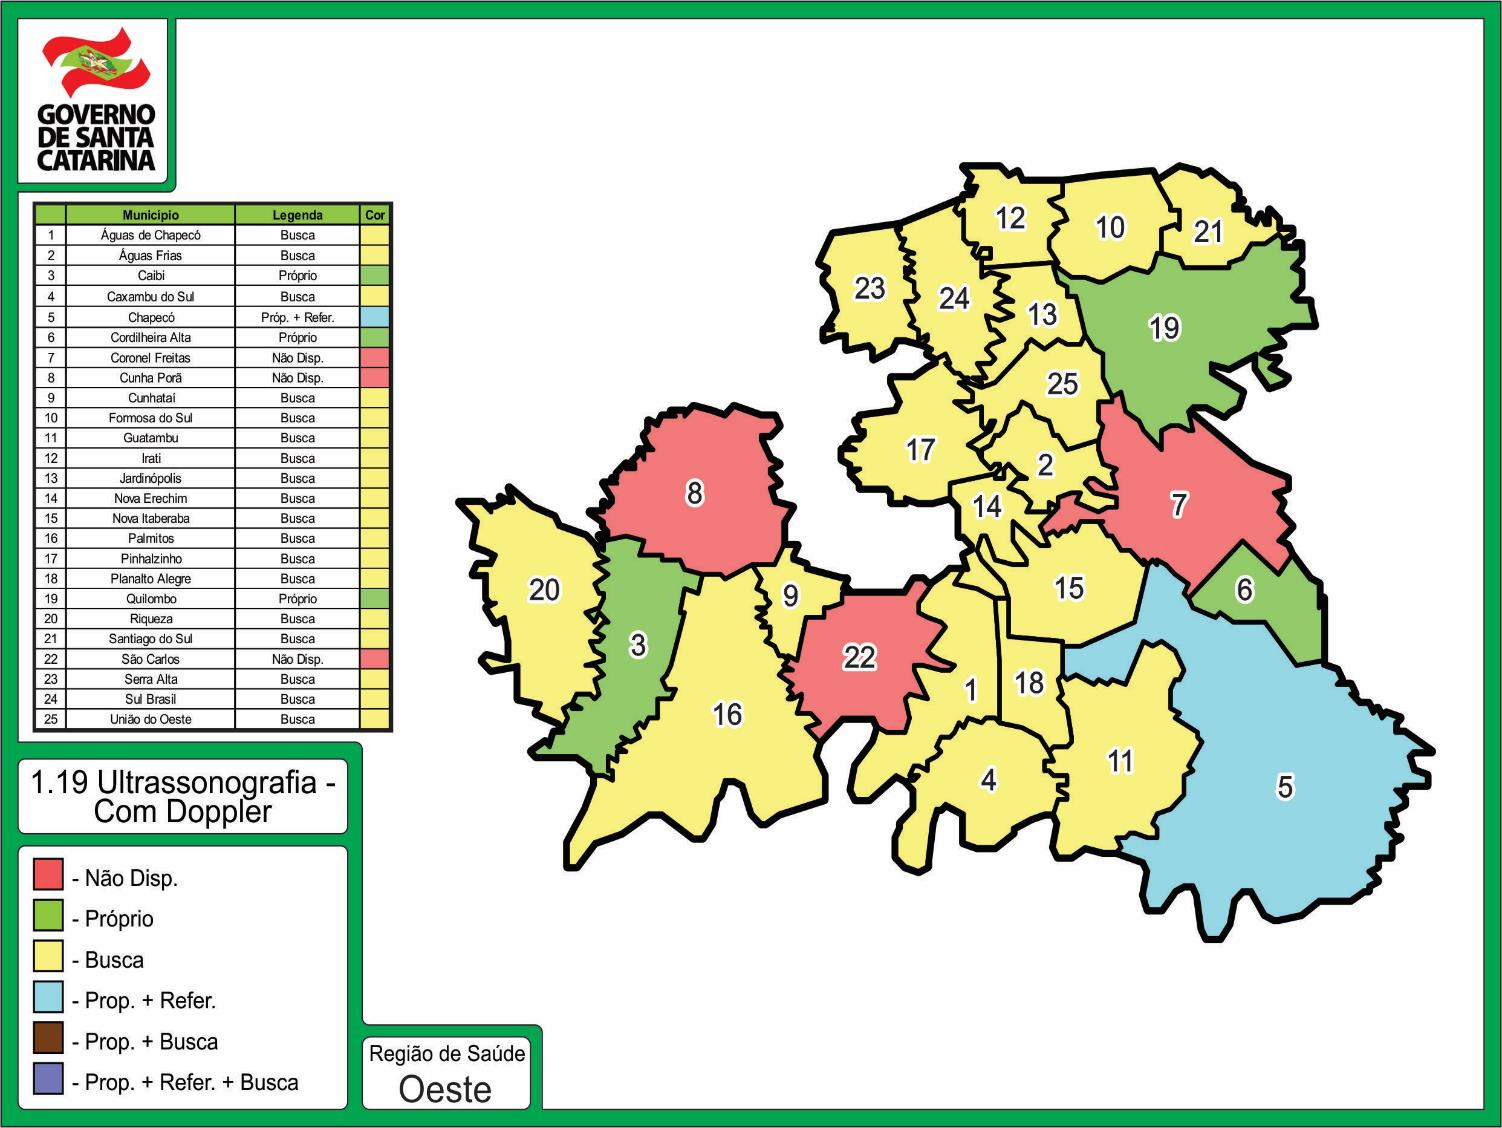 GOVERNO
DE SANTA
CATARINA
Município Legenda Cor
1 Águas de Chapecó Busca
2 Águas Frias Busca
3 Caibi Próprio
4 Caxambu do Sul Busca
5 Chapecó Próp. + Refer.
6 Cordilheira Alta Próprio
7 Coronel Freitas Não Disp.
8 Cunha Porã Não Disp.
9 Cunhataí Busca
10 Formosa do Sul Busca
11 Guatambu Busca
12 Irati Busca
13 Jardinópolis Busca
14 Nova Erechim Busca
15 Nova Itaberaba Busca
16 Palmitos Busca
17 Pinhalzinho Busca
18 Planalto Alegre Busca
19 Quilombo Próprio
20 Riqueza Busca
21 Santiago do Sul Busca
22 São Carlos Não Disp.
23 Serra Alta Busca
24 Sul Brasil Busca
25 União do Oeste Busca
1.19 Ultrassonografia -
Com Doppler
- Não Disp.
- Próprio
- Busca
- Prop. + Refer.
- Prop. + Busca
- Prop. + Refer. + Busca
Região de Saúde
Oeste
12
10
21
23
24
13
19
25
17
2
8
14
7
20
9
15
6
3
22
1
18
16
4
11
5